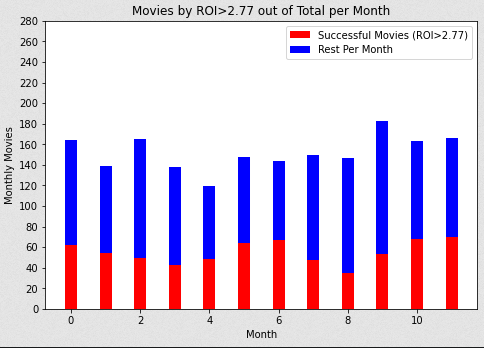 Movies by ROI>2.77 out of Total per Month
280
260
240
220
200
180
160
140
120
100
80
60
40
20
0
Monthly Movies
Successful Movies (ROI>2.77)
Rest Per Month
0 2 4 6 8 10
Month